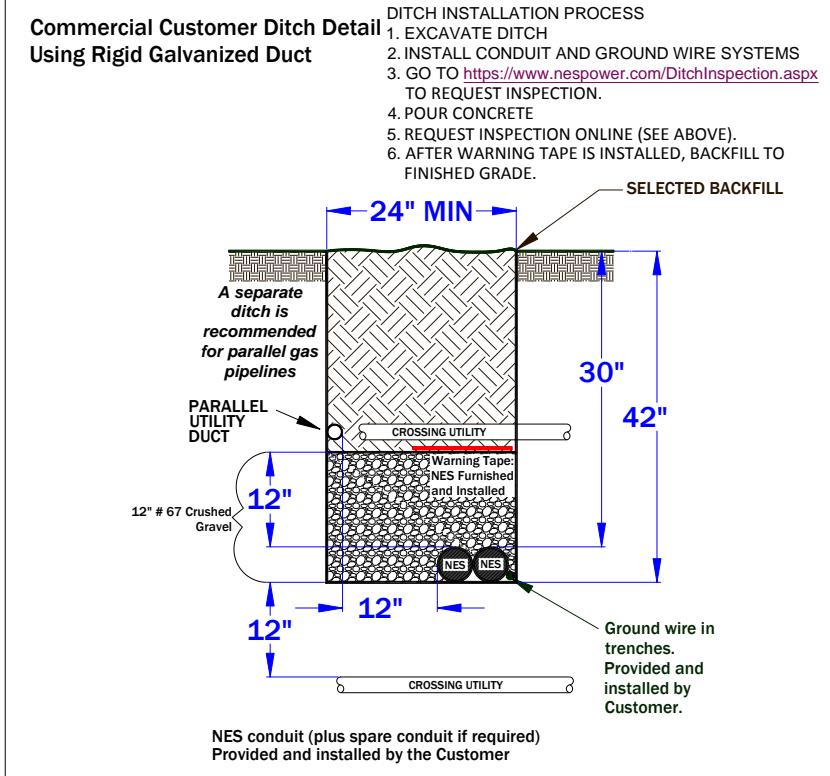 Commercial Customer Ditch Detail
Using Rigid Galvanized Duct
DITCH INSTALLATION PROCESS
1. EXCAVATE DITCH
2. INSTALL CONDUIT AND GROUND WIRE SYSTEMS
3. GO TO https://www.nespower.com/DitchInspection.aspx
TO REQUEST INSPECTION.
4. POUR CONCRETE
5. REQUEST INSPECTION ONLINE (SEE ABOVE).
6. AFTER WARNING TAPE IS INSTALLED, BACKFILL TO
FINISHED GRADE.
SELECTED BACKFILL
24" MIN
A separate
ditch is
recommended
for parallel gas
pipelines
30"
42"
PARALLEL
UTILITY
DUCT
CROSSING UTILITY
Warning Tape:
NES Furnished
and Installed
12" # 67 Crushed
Gravel
12"
NES
NES
12"
12"
Ground wire in
trenches.
Provided and
installed by
Customer.
CROSSING UTILITY
NES conduit (plus spare conduit if required)
Provided and installed by the Customer